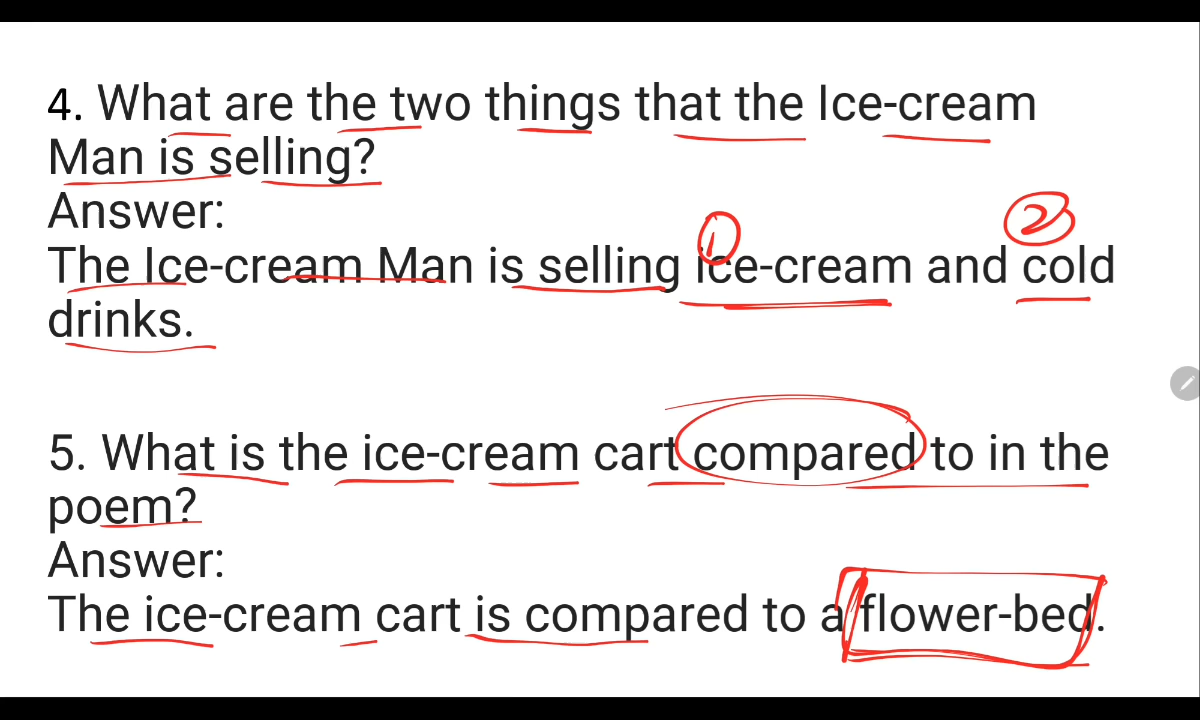 4. What are the two things that the Ice-cream
Man is selling?
Answer:
1 2
The Ice-cream Man is selling ice-cream and cold
drinks.
5. What is the ice-cream cart compared to in the
poem?
Answer:
The ice-cream cart is compared to a flower-bed.